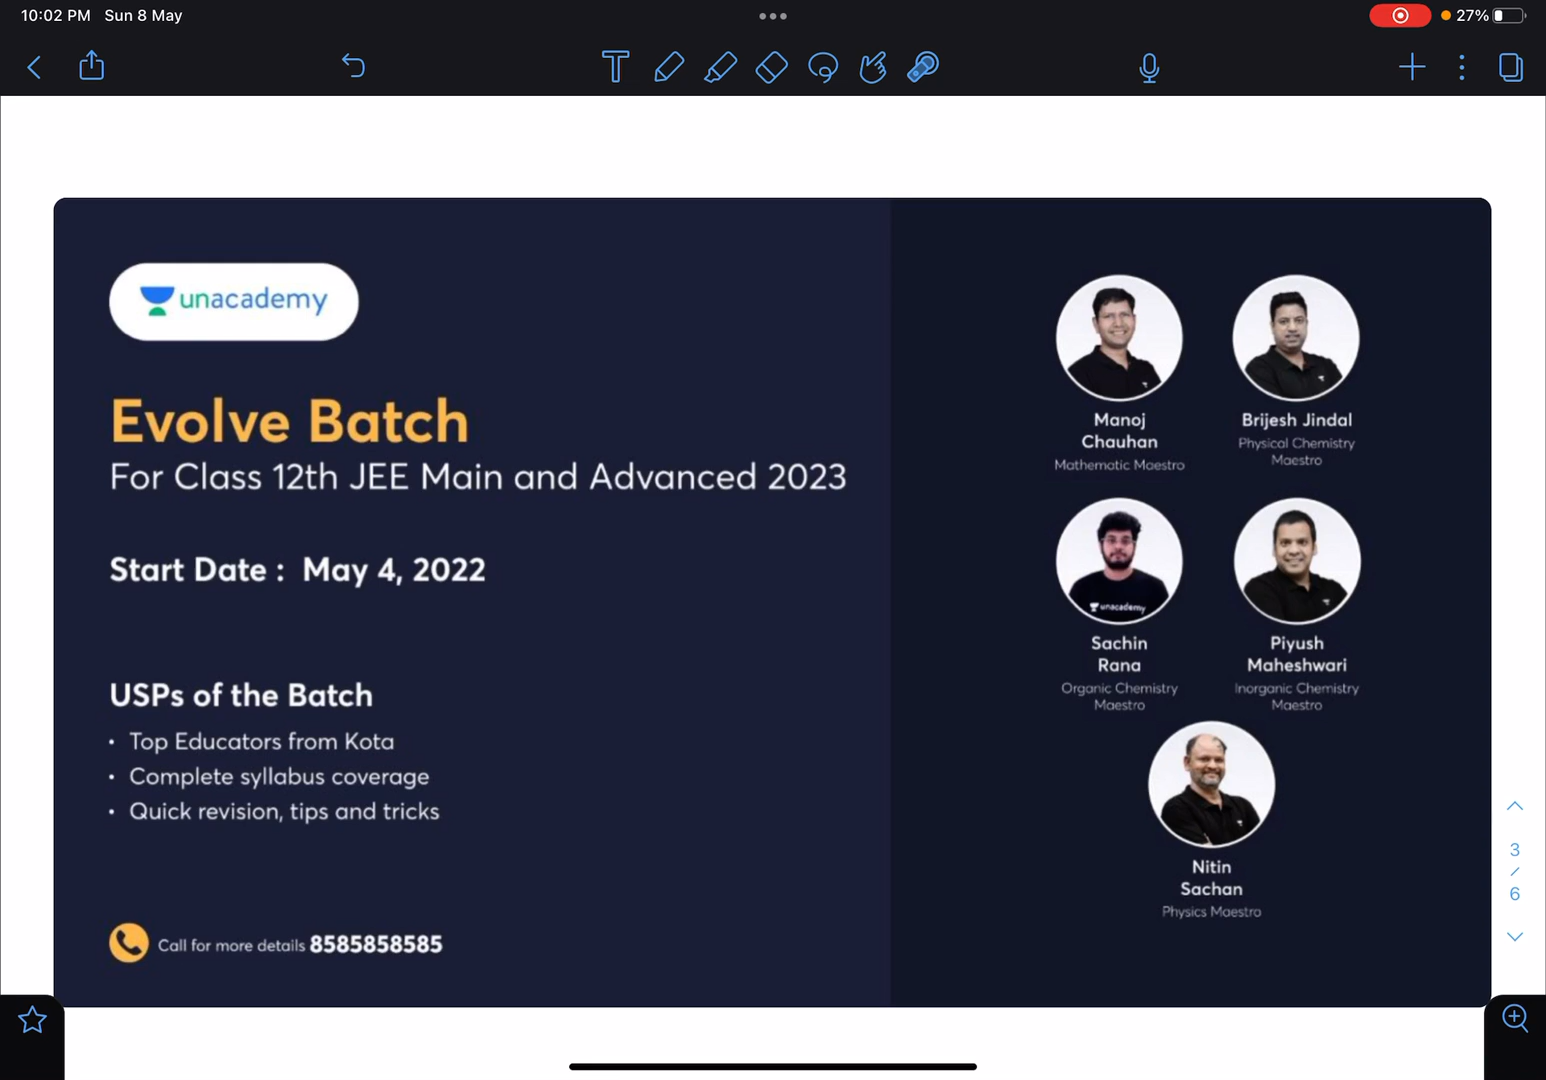 10:02 PM Sun 8 May
27%
unacademy
Evolve Batch
For Class 12th JEE Main and Advanced 2023
Start Date : May 4, 2022
USPs of the Batch
• Top Educators from Kota
• Complete syllabus coverage
• Quick revision, tips and tricks
Call for more details 8585858585
Manoj
Chauhan
Mathematic Maestro
Brijesh Jindal
Physical Chemistry
Maestro
unacademy
Sachin
Rana
Organic Chemistry
Maestro
Piyush
Maheshwari
Inorganic Chemistry
Maestro
Nitin
Sachan
Physics Maestro
3
/
6